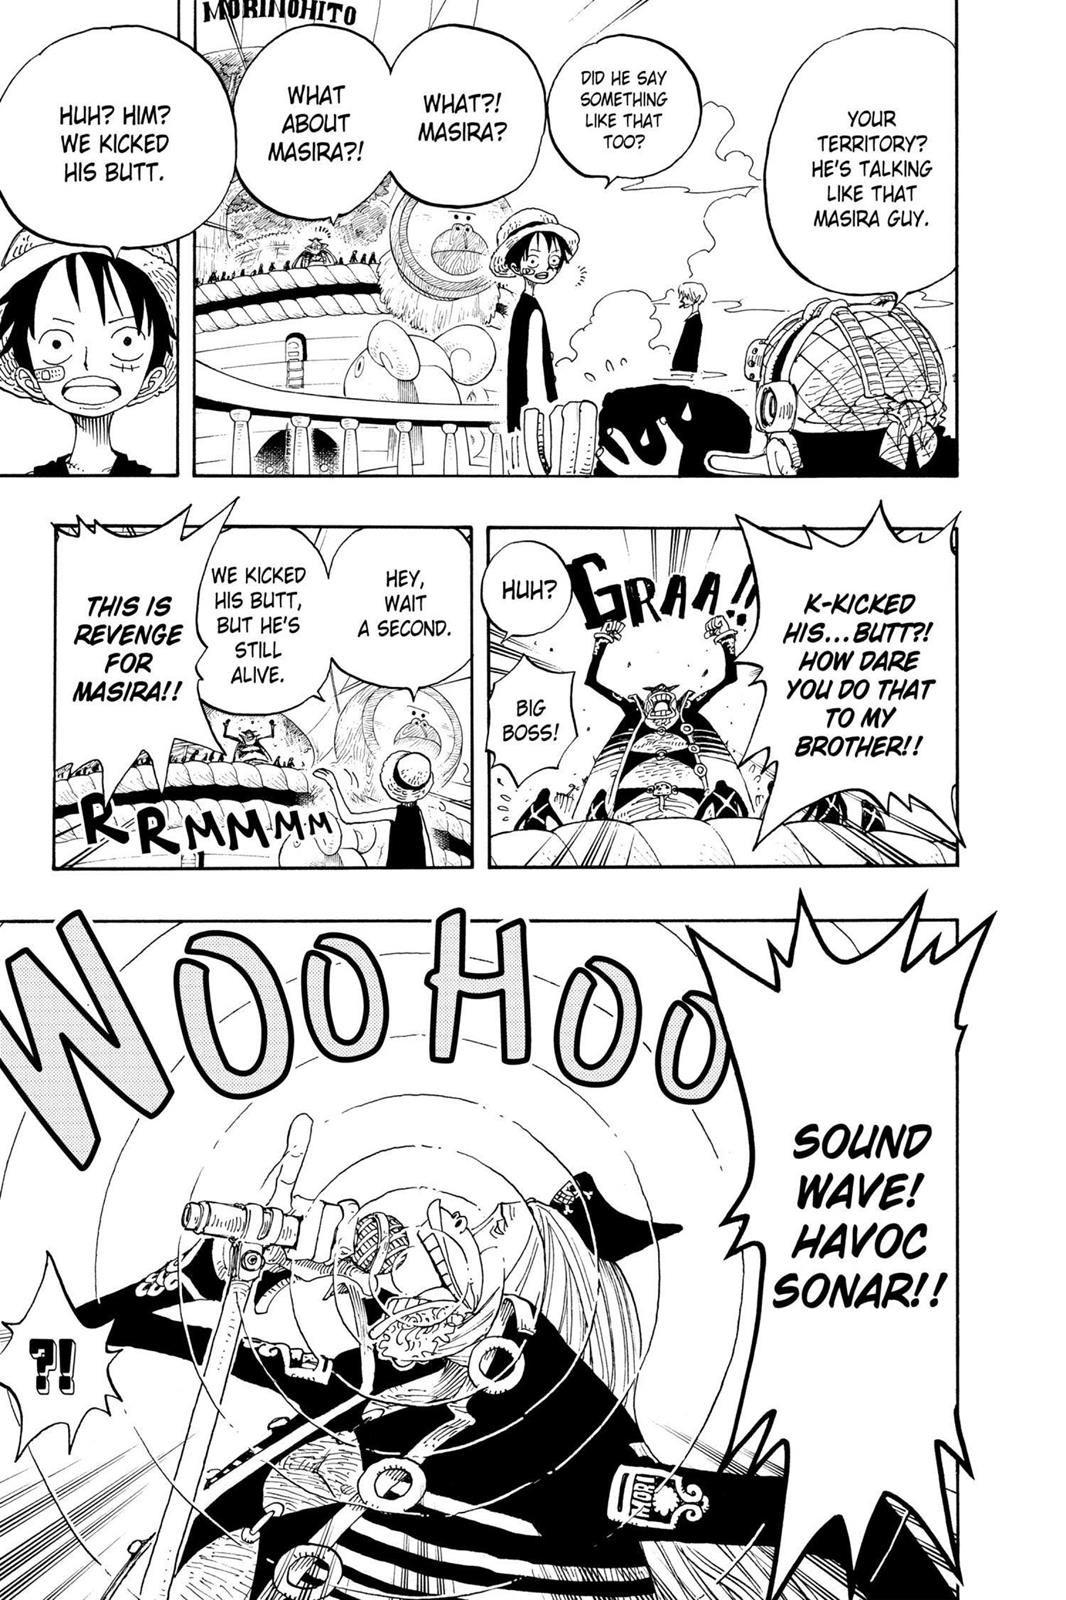 YOUR
TERRITORY?
HE'S TALKING
LIKE THAT
MASIRA GUY.
DID HE SAY
SOMETHING
LIKE THAT
TOO?
WHAT?!
MASIRA?
WHAT
ABOUT
MASIRA?!
MORINOHITO
HUH? HIM?
WE KICKED
HIS BUTT.
K-KICKED
HIS...BUTT?!
HOW DARE
YOU DO THAT
TO MY
BROTHER!!
GRAA!!
HUH?
BIG
BOSS!
HEY,
WAIT
A SECOND.
WE KICKED
HIS BUTT,
BUT HE'S
STILL
ALIVE.
THIS IS
REVENGE
FOR
MASIRA!!
RRMMMM
SOUND
WAVE!
HAVOC
SONAR!!
WOOHOO
?!
MORI